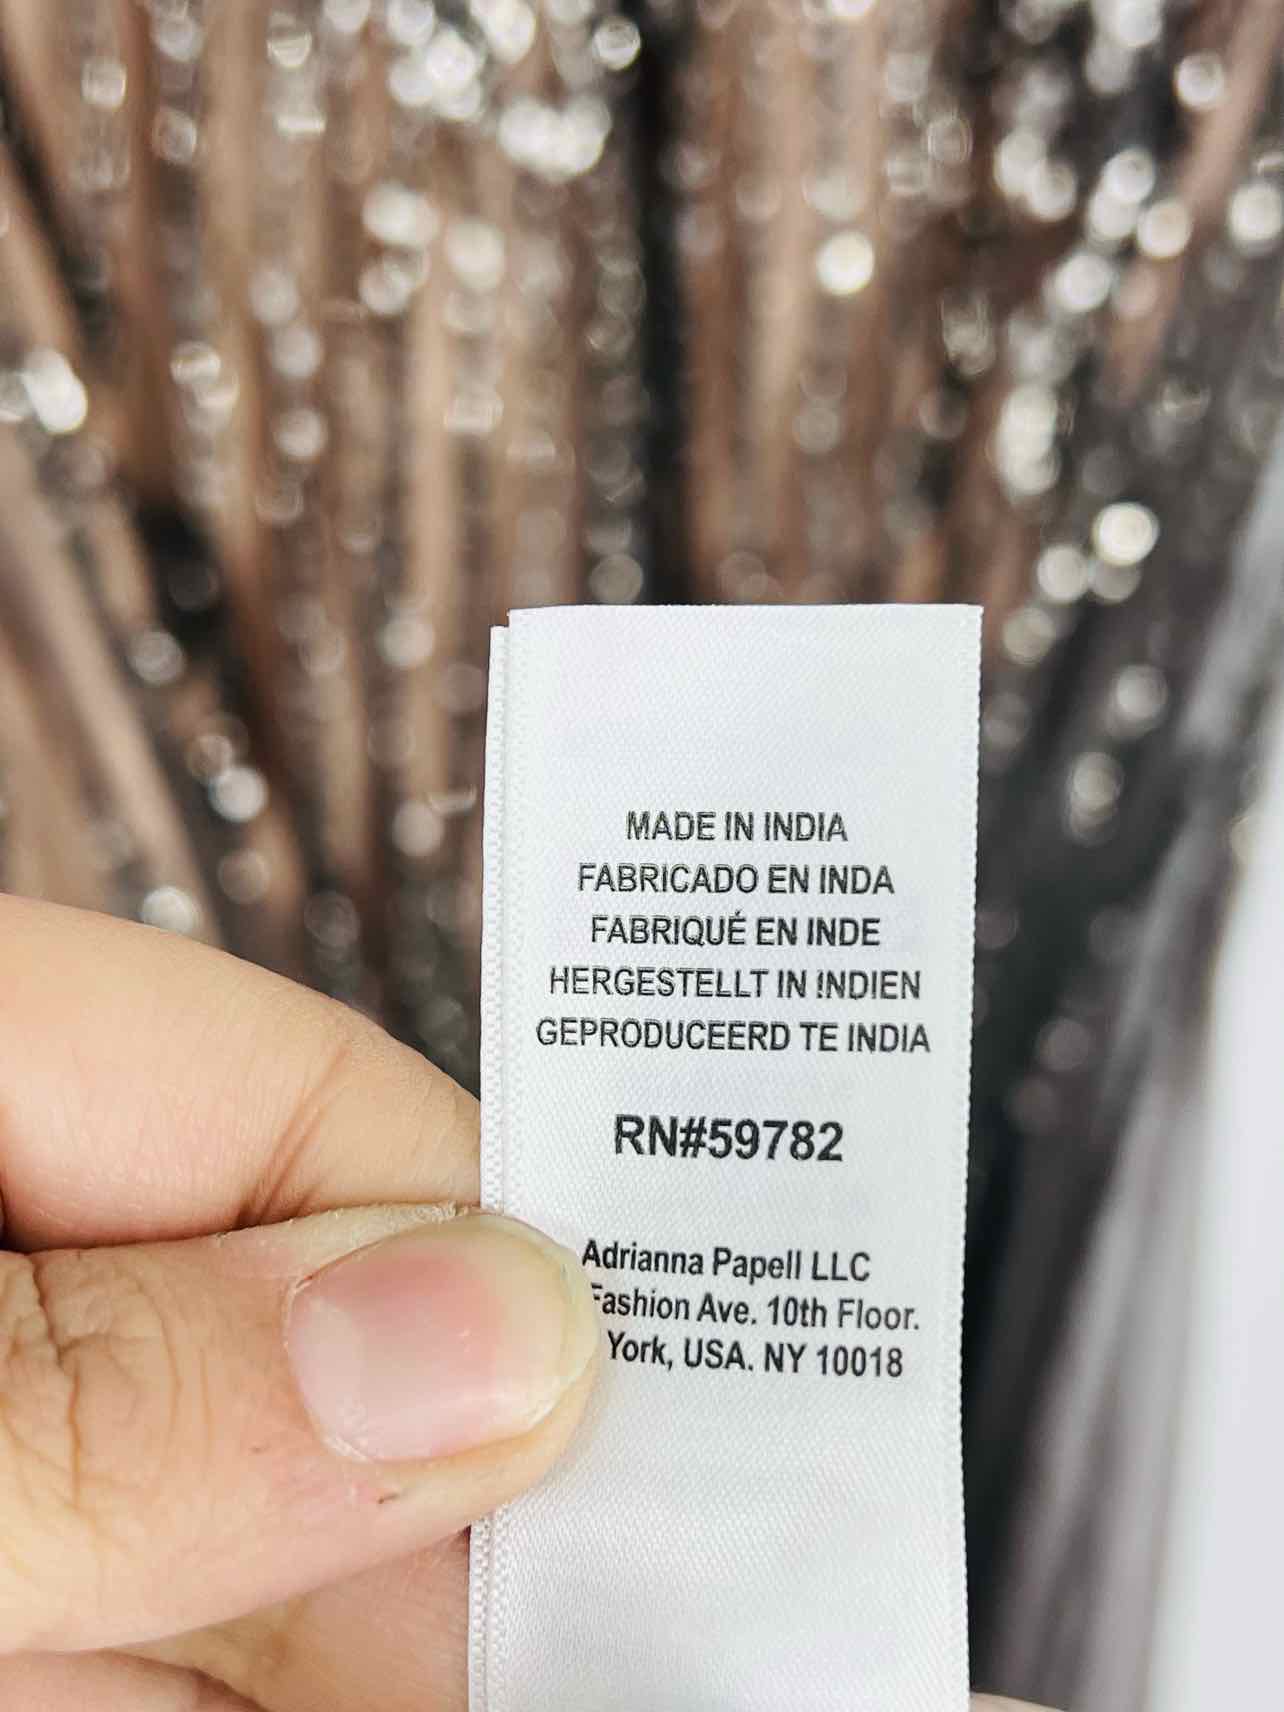 MADE IN INDIA
FABRICADO EN INDA
FABRIQUÉ EN INDE
HERGESTELLT IN INDIEN
GEPRODUCEERD TE INDIA
RN#59782
Adrianna Papell LLC
Fashion Ave. 10th Floor.
York, USA. NY 10018